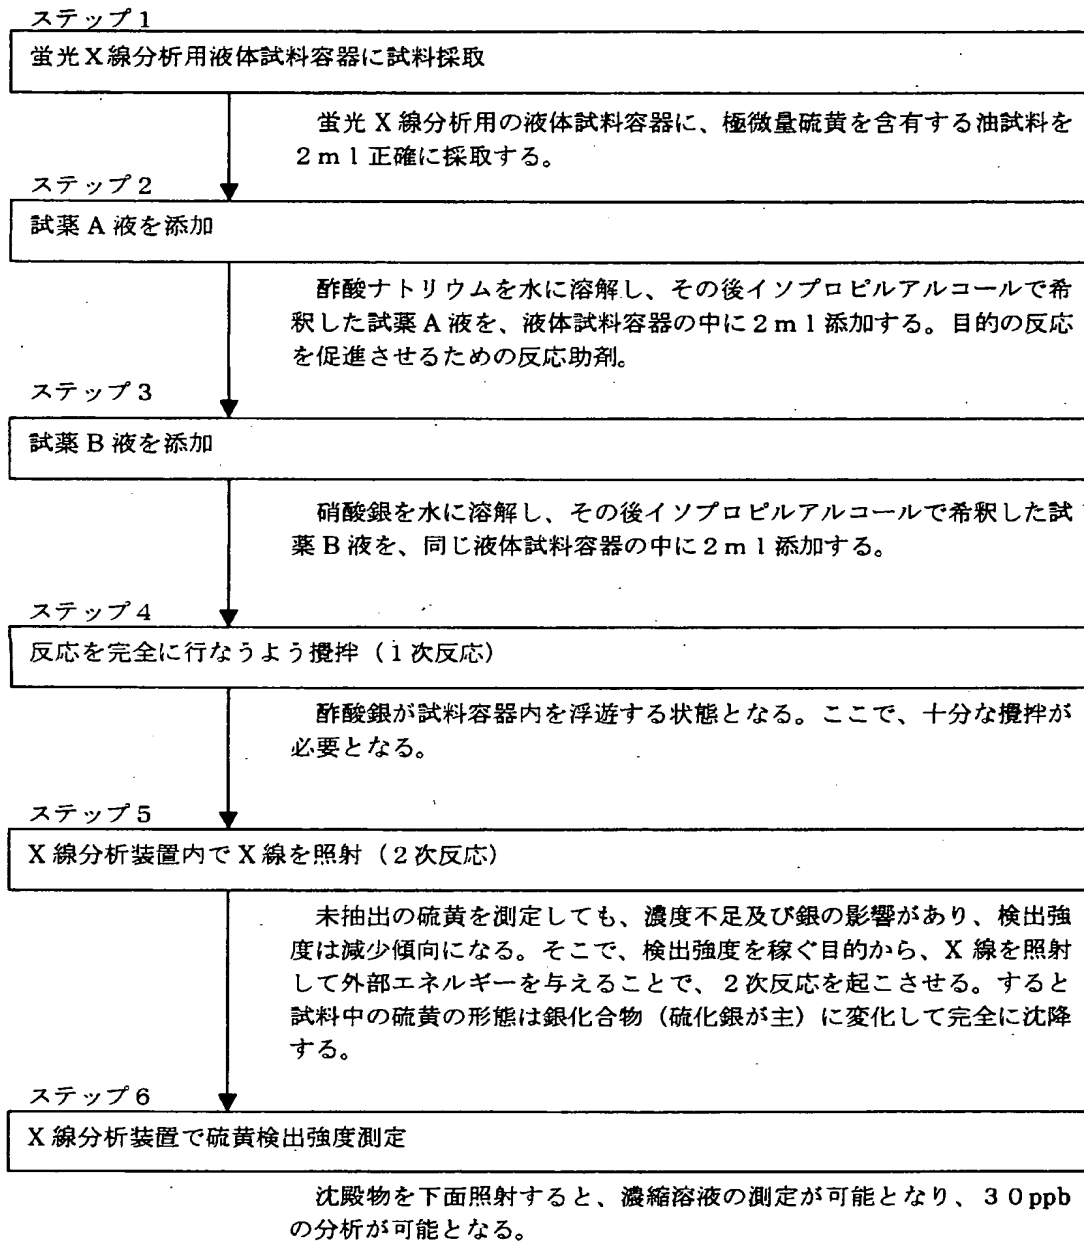 ステップ1
蛍光X線分析用液体試料容器に試料採取
蛍光X線分析用の液体試料容器に、極微量硫黄を含有する油試料を
2ml正確に採取する。
ステップ2
試薬A液を添加
酢酸ナトリウムを水に溶解し、その後イソプロピルアルコールで希
釈した試薬A液を、液体試料容器の中に2ml添加する。目的の反応
を促進させるための反応助剤。
ステップ3
試薬B液を添加
硝酸銀を水に溶解し、その後イソプロピルアルコールで希釈した試
薬B液を、同じ液体試料容器の中に2ml添加する。
ステップ4
反応を完全に行なうよう攪拌(1次反応)
酢酸銀が試料容器内を浮遊する状態となる。ここで、十分な攪拌が
必要となる。
ステップ5
X線分析装置内でX線を照射(2次反応)
未抽出の硫黄を測定しても、濃度不足及び銀の影響があり、検出強
度は減少傾向になる。そこで、検出強度を稼ぐ目的から、X線を照射
して外部エネルギーを与えることで、2次反応を起こさせる。すると
試料中の硫黄の形態は銀化合物(硫化銀が主)に変化して完全に沈降
する。
ステップ6
X線分析装置で硫黄検出強度測定
沈殿物を下面照射すると、濃縮溶液の測定が可能となり、30ppb
の分析が可能となる。